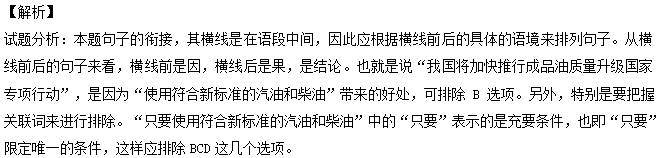 【解析】
试题分析：本题句子的衔接，其横线是在语段中间，因此应根据横线前后的具体的语境来排列句子。从横
线前后的句子来看，横线前是因，横线后是果，是结论。也就是说“我国将加快推行成品油质量升级国家
专项行动”，是因为“使用符合新标准的汽油和柴油”带来的好处，可排除 B 选项。另外，特别是要把握
关联词来进行排除。“只要使用符合新标准的汽油和柴油”中的“只要”表示的是充要条件，也即“只要”
限定唯一的条件，这样应排除BCD这几个选项。